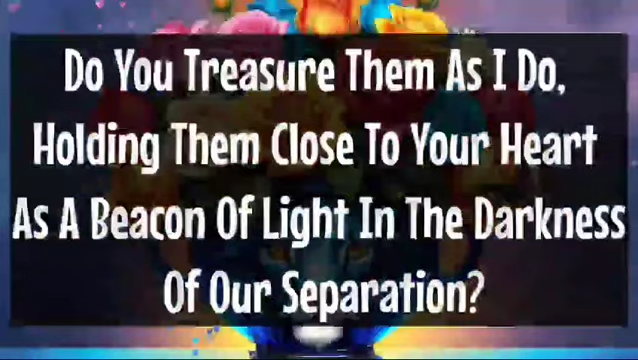 Do You Treasure Them As I Do,
Holding Them Close To Your Heart
As A Beacon Of Light In The Darkness
Of Our Separation?